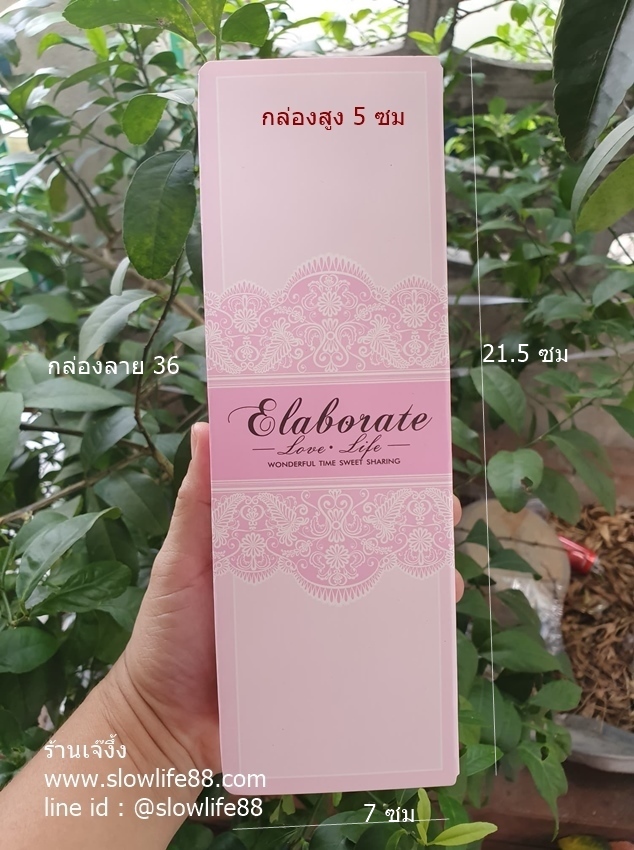 กล่องสูง 5 ซม
กล่องลาย 36
21.5 ซม
Elaborate
Love · Life
WONDERFUL TIME SWEET SHARING
ร้านเจ๊งิ้ง
www.slowlife88.com
line id : @slowlife88
7 ซม